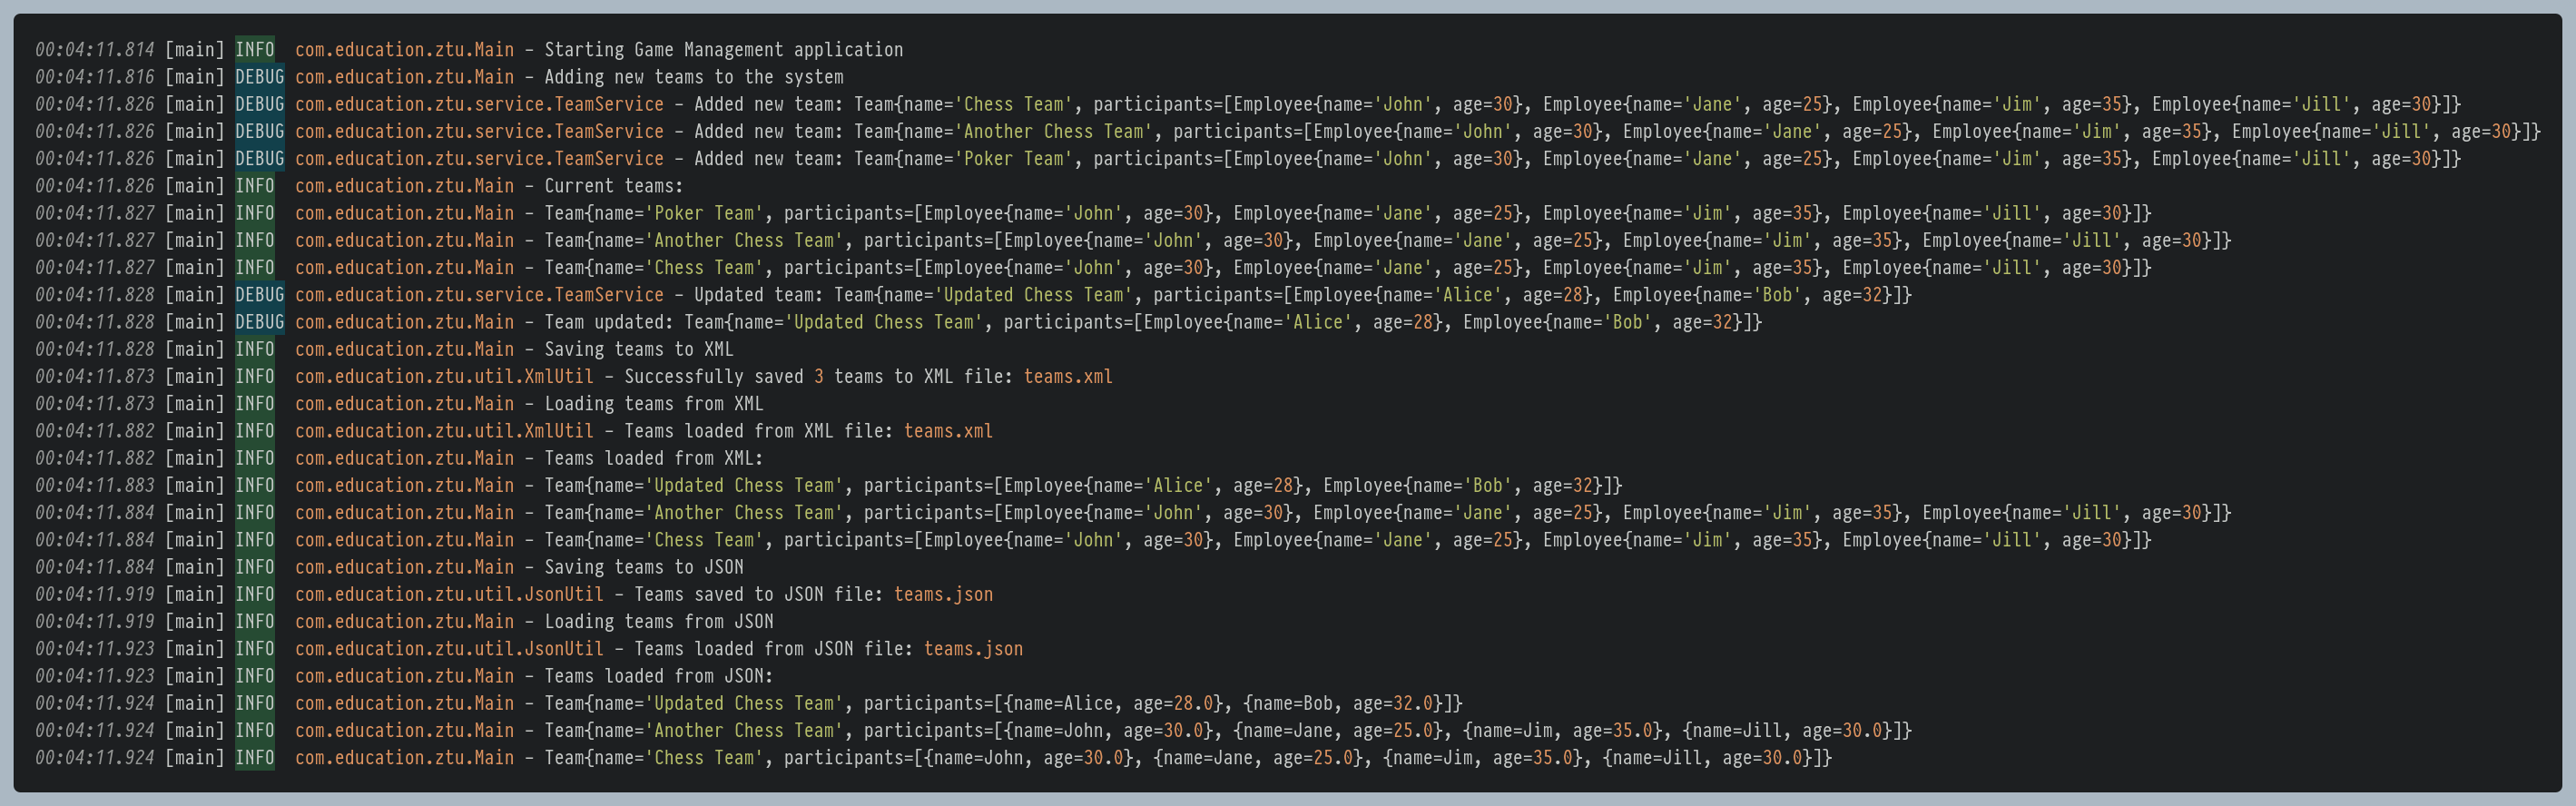 00:04:11.814 [main] INFO  com.education.ztu.Main - Starting Game Management application
00:04:11.816 [main] DEBUG com.education.ztu.Main - Adding new teams to the system
00:04:11.826 [main] DEBUG com.education.ztu.service.TeamService - Added new team: Team{name='Chess Team', participants=[Employee{name='John', age=30}, Employee{name='Jane', age=25}, Employee{name='Jim', age=35}, Employee{name='Jill', age=30}]}
00:04:11.826 [main] DEBUG com.education.ztu.service.TeamService - Added new team: Team{name='Another Chess Team', participants=[Employee{name='John', age=30}, Employee{name='Jane', age=25}, Employee{name='Jim', age=35}, Employee{name='Jill', age=30}]}
00:04:11.826 [main] DEBUG com.education.ztu.service.TeamService - Added new team: Team{name='Poker Team', participants=[Employee{name='John', age=30}, Employee{name='Jane', age=25}, Employee{name='Jim', age=35}, Employee{name='Jill', age=30}]}
00:04:11.826 [main] INFO  com.education.ztu.Main - Current teams:
00:04:11.827 [main] INFO  com.education.ztu.Main - Team{name='Poker Team', participants=[Employee{name='John', age=30}, Employee{name='Jane', age=25}, Employee{name='Jim', age=35}, Employee{name='Jill', age=30}]}
00:04:11.827 [main] INFO  com.education.ztu.Main - Team{name='Another Chess Team', participants=[Employee{name='John', age=30}, Employee{name='Jane', age=25}, Employee{name='Jim', age=35}, Employee{name='Jill', age=30}]}
00:04:11.827 [main] INFO  com.education.ztu.Main - Team{name='Chess Team', participants=[Employee{name='John', age=30}, Employee{name='Jane', age=25}, Employee{name='Jim', age=35}, Employee{name='Jill', age=30}]}
00:04:11.828 [main] DEBUG com.education.ztu.service.TeamService - Updated team: Team{name='Updated Chess Team', participants=[Employee{name='Alice', age=28}, Employee{name='Bob', age=32}]}
00:04:11.828 [main] DEBUG com.education.ztu.Main - Team updated: Team{name='Updated Chess Team', participants=[Employee{name='Alice', age=28}, Employee{name='Bob', age=32}]}
00:04:11.828 [main] INFO  com.education.ztu.Main - Saving teams to XML
00:04:11.873 [main] INFO  com.education.ztu.util.XmlUtil - Successfully saved 3 teams to XML file: teams.xml
00:04:11.873 [main] INFO  com.education.ztu.Main - Loading teams from XML
00:04:11.882 [main] INFO  com.education.ztu.util.XmlUtil - Teams loaded from XML file: teams.xml
00:04:11.882 [main] INFO  com.education.ztu.Main - Teams loaded from XML:
00:04:11.883 [main] INFO  com.education.ztu.Main - Team{name='Updated Chess Team', participants=[Employee{name='Alice', age=28}, Employee{name='Bob', age=32}]}
00:04:11.884 [main] INFO  com.education.ztu.Main - Team{name='Another Chess Team', participants=[Employee{name='John', age=30}, Employee{name='Jane', age=25}, Employee{name='Jim', age=35}, Employee{name='Jill', age=30}]}
00:04:11.884 [main] INFO  com.education.ztu.Main - Team{name='Chess Team', participants=[Employee{name='John', age=30}, Employee{name='Jane', age=25}, Employee{name='Jim', age=35}, Employee{name='Jill', age=30}]}
00:04:11.884 [main] INFO  com.education.ztu.Main - Saving teams to JSON
00:04:11.919 [main] INFO  com.education.ztu.util.JsonUtil - Teams saved to JSON file: teams.json
00:04:11.919 [main] INFO  com.education.ztu.Main - Loading teams from JSON
00:04:11.923 [main] INFO  com.education.ztu.util.JsonUtil - Teams loaded from JSON file: teams.json
00:04:11.923 [main] INFO  com.education.ztu.Main - Teams loaded from JSON:
00:04:11.924 [main] INFO  com.education.ztu.Main - Team{name='Updated Chess Team', participants=[{name=Alice, age=28.0}, {name=Bob, age=32.0}]}
00:04:11.924 [main] INFO  com.education.ztu.Main - Team{name='Another Chess Team', participants=[{name=John, age=30.0}, {name=Jane, age=25.0}, {name=Jim, age=35.0}, {name=Jill, age=30.0}]}
00:04:11.924 [main] INFO  com.education.ztu.Main - Team{name='Chess Team', participants=[{name=John, age=30.0}, {name=Jane, age=25.0}, {name=Jim, age=35.0}, {name=Jill, age=30.0}]}